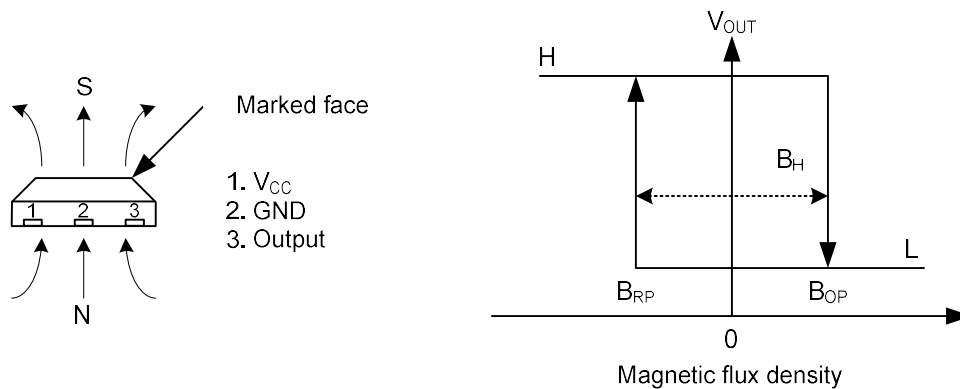 S
Marked face
1 2 3
1. VCC
2. GND
3. Output
N
VOUT
H
BH
L
BRP BOP
0
Magnetic flux density